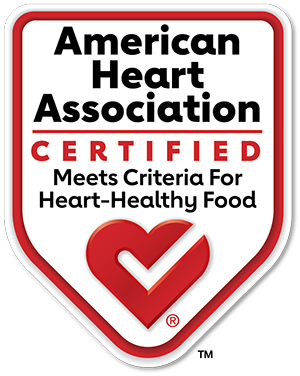 American
Heart
Association
CERTIFIED
Meets Criteria For
Heart-Healthy Food
®
™